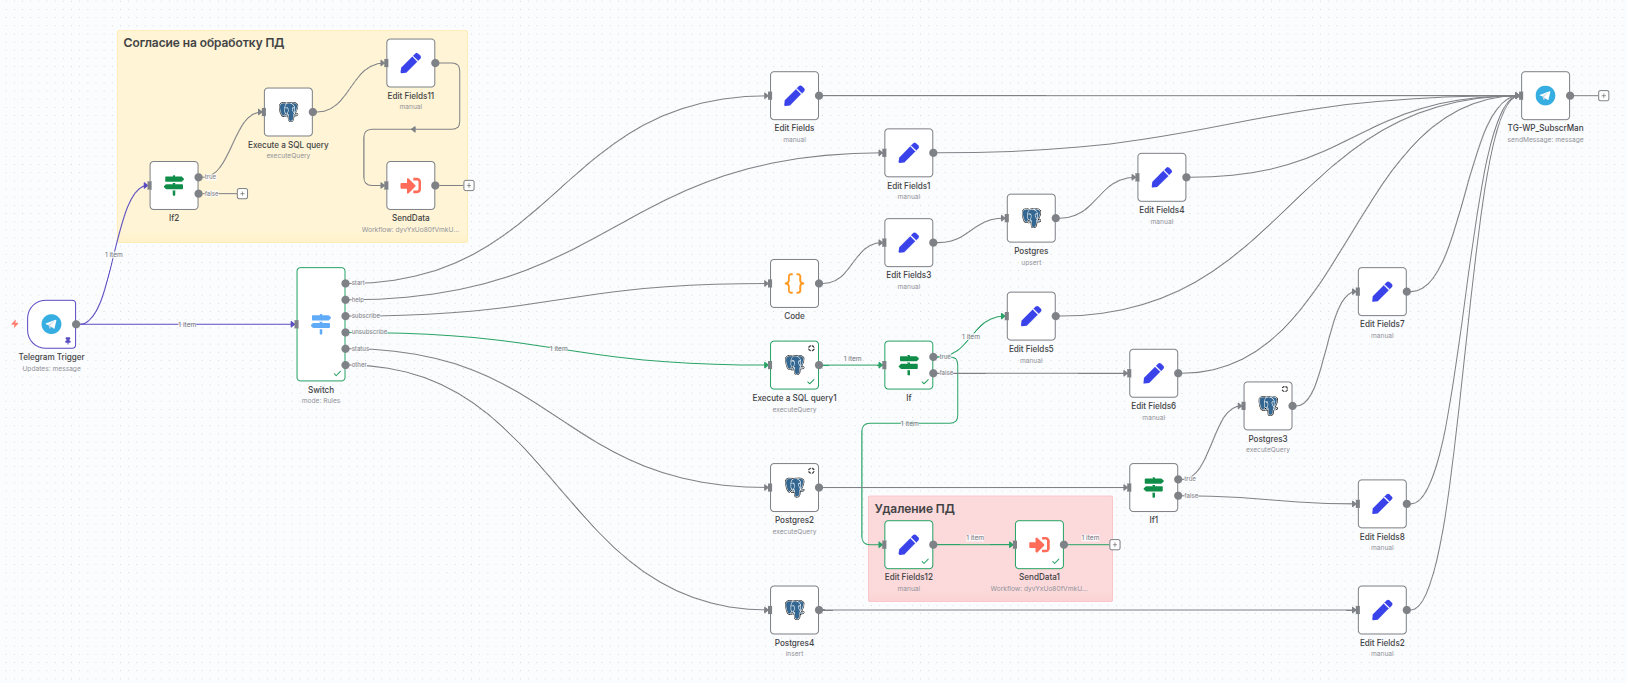 Согласие на обработку ПД
Edit Fields11
manual
Execute a SQL query
executeQuery
true
false
If2
SendData
Workflow: dyvYxUo80fVmkU...
1 item
Telegram Trigger
Updates: message
1 item
start
help
subscribe
unsubscribe
status
other
Switch
mode: Rules
1 item
Edit Fields
manual
Edit Fields1
manual
Edit Fields3
manual
Code
Postgres
upsert
Edit Fields4
manual
TG-WP_SubscrMan
sendMessage: message
Execute a SQL query1
executeQuery
1 item
true
false
If
1 item
Edit Fields5
manual
1 item
Edit Fields6
manual
Edit Fields7
manual
Postgres3
executeQuery
Postgres2
executeQuery
true
false
If1
Edit Fields8
manual
Удаление ПД
Edit Fields12
manual
1 item
SendData1
Workflow: dyvYxUo80fVmkU...
1 item
Postgres4
insert
Edit Fields2
manual